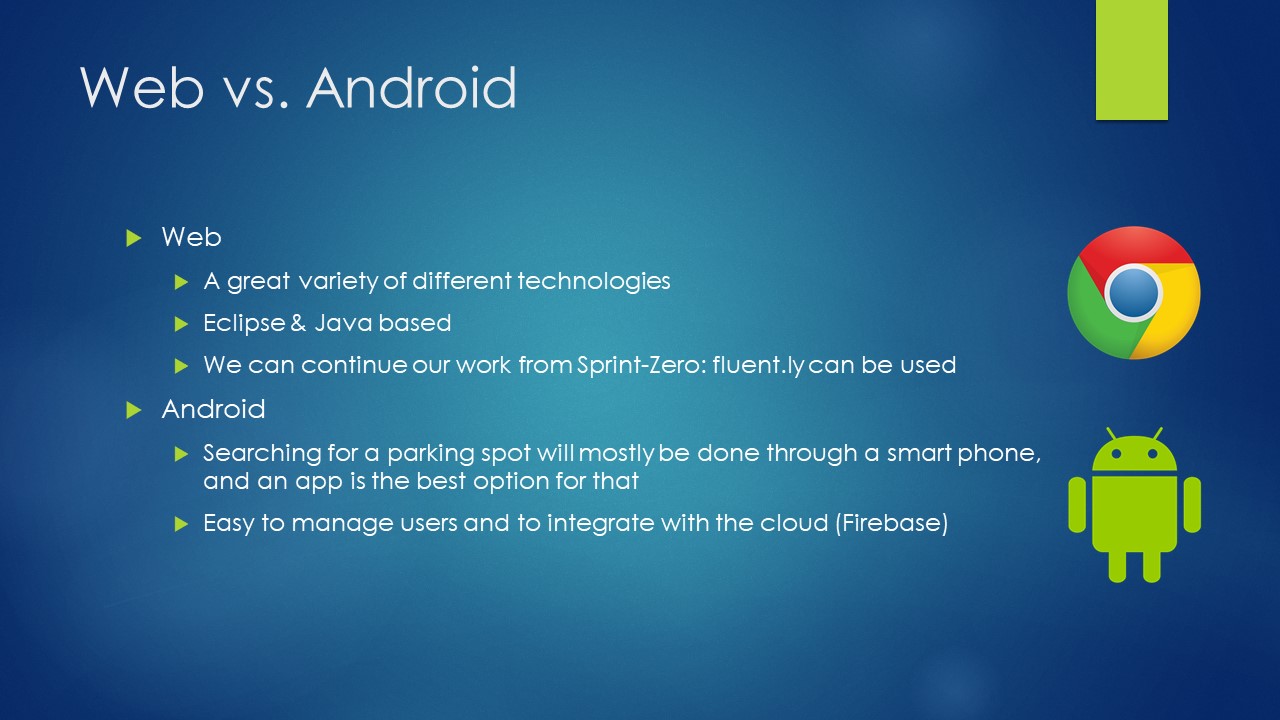 Web vs. Android
Web
A great variety of different technologies
Eclipse & Java based
We can continue our work from Sprint-Zero: fluent.ly can be used
Android
Searching for a parking spot will mostly be done through a smart phone,
and an app is the best option for that
Easy to manage users and to integrate with the cloud (Firebase)